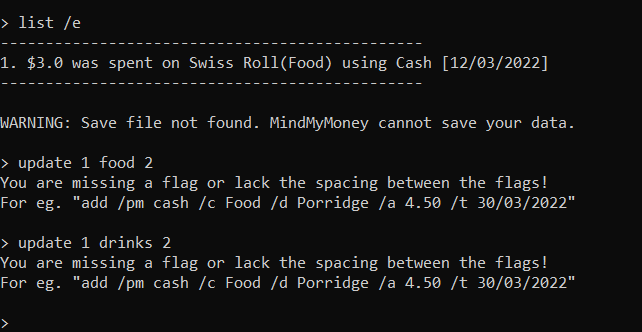 > list /e
-----------------------------------------------
1. $3.0 was spent on Swiss Roll(Food) using Cash [12/03/2022]
-----------------------------------------------
WARNING: Save file not found. MindMyMoney cannot save your data.
> update 1 food 2
You are missing a flag or lack the spacing between the flags!
For eg. "add /pm cash /c Food /d Porridge /a 4.50 /t 30/03/2022"
> update 1 drinks 2
You are missing a flag or lack the spacing between the flags!
For eg. "add /pm cash /c Food /d Porridge /a 4.50 /t 30/03/2022"
>